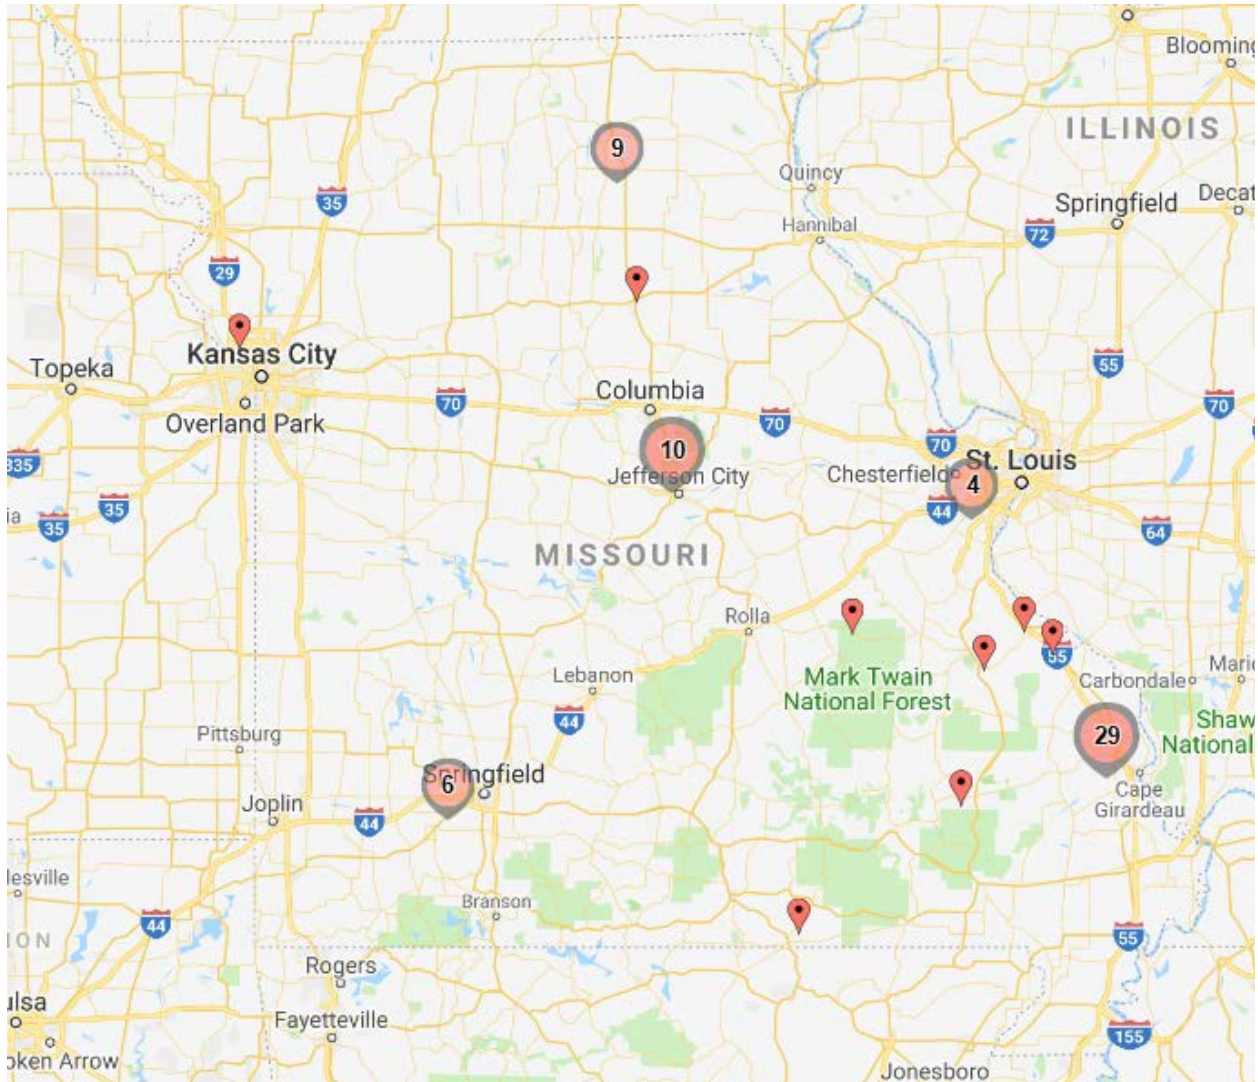 Blooming
ILLINOIS
9
Quincy
35
Springfield
Decat
Hannibal
72
29
Kansas City
Topeka
55
Columbia
70
70
70
Overland Park
70
10
St. Louis
335
Chesterfield
Jefferson City
4
35
44
ia
35
64
MISSOURI
Rolla
55
Mark Twain
National Forest
Lebanon
Carbondale
Mario
44
Shaw
National
Pittsburg
29
Springfield
6
Joplin
Cape
Girardeau
44
lesville
Branson
44
55
ON
Rogers
ulsa
Fayetteville
155
oken Arrow
Jonesboro